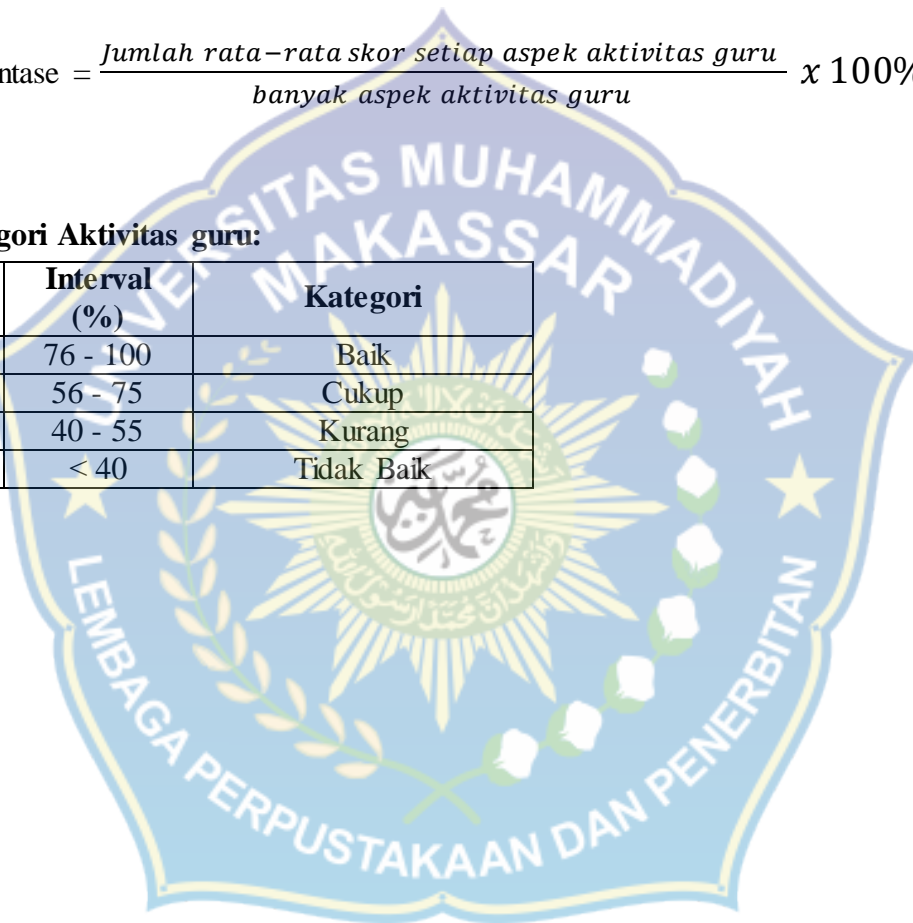 ntase = Jumlah rata−rata skor setiap aspek aktivitas guru / banyak aspek aktivitas guru x 100%
gori Aktivitas guru:
Interval (%) Kategori
76 - 100 Baik
56 - 75 Cukup
40 - 55 Kurang
< 40 Tidak Baik
UNIVERSITAS MUHAMMADIYAH
MAKASSAR
LEMBAGA PERPUSTAKAAN DAN PENERBITAN